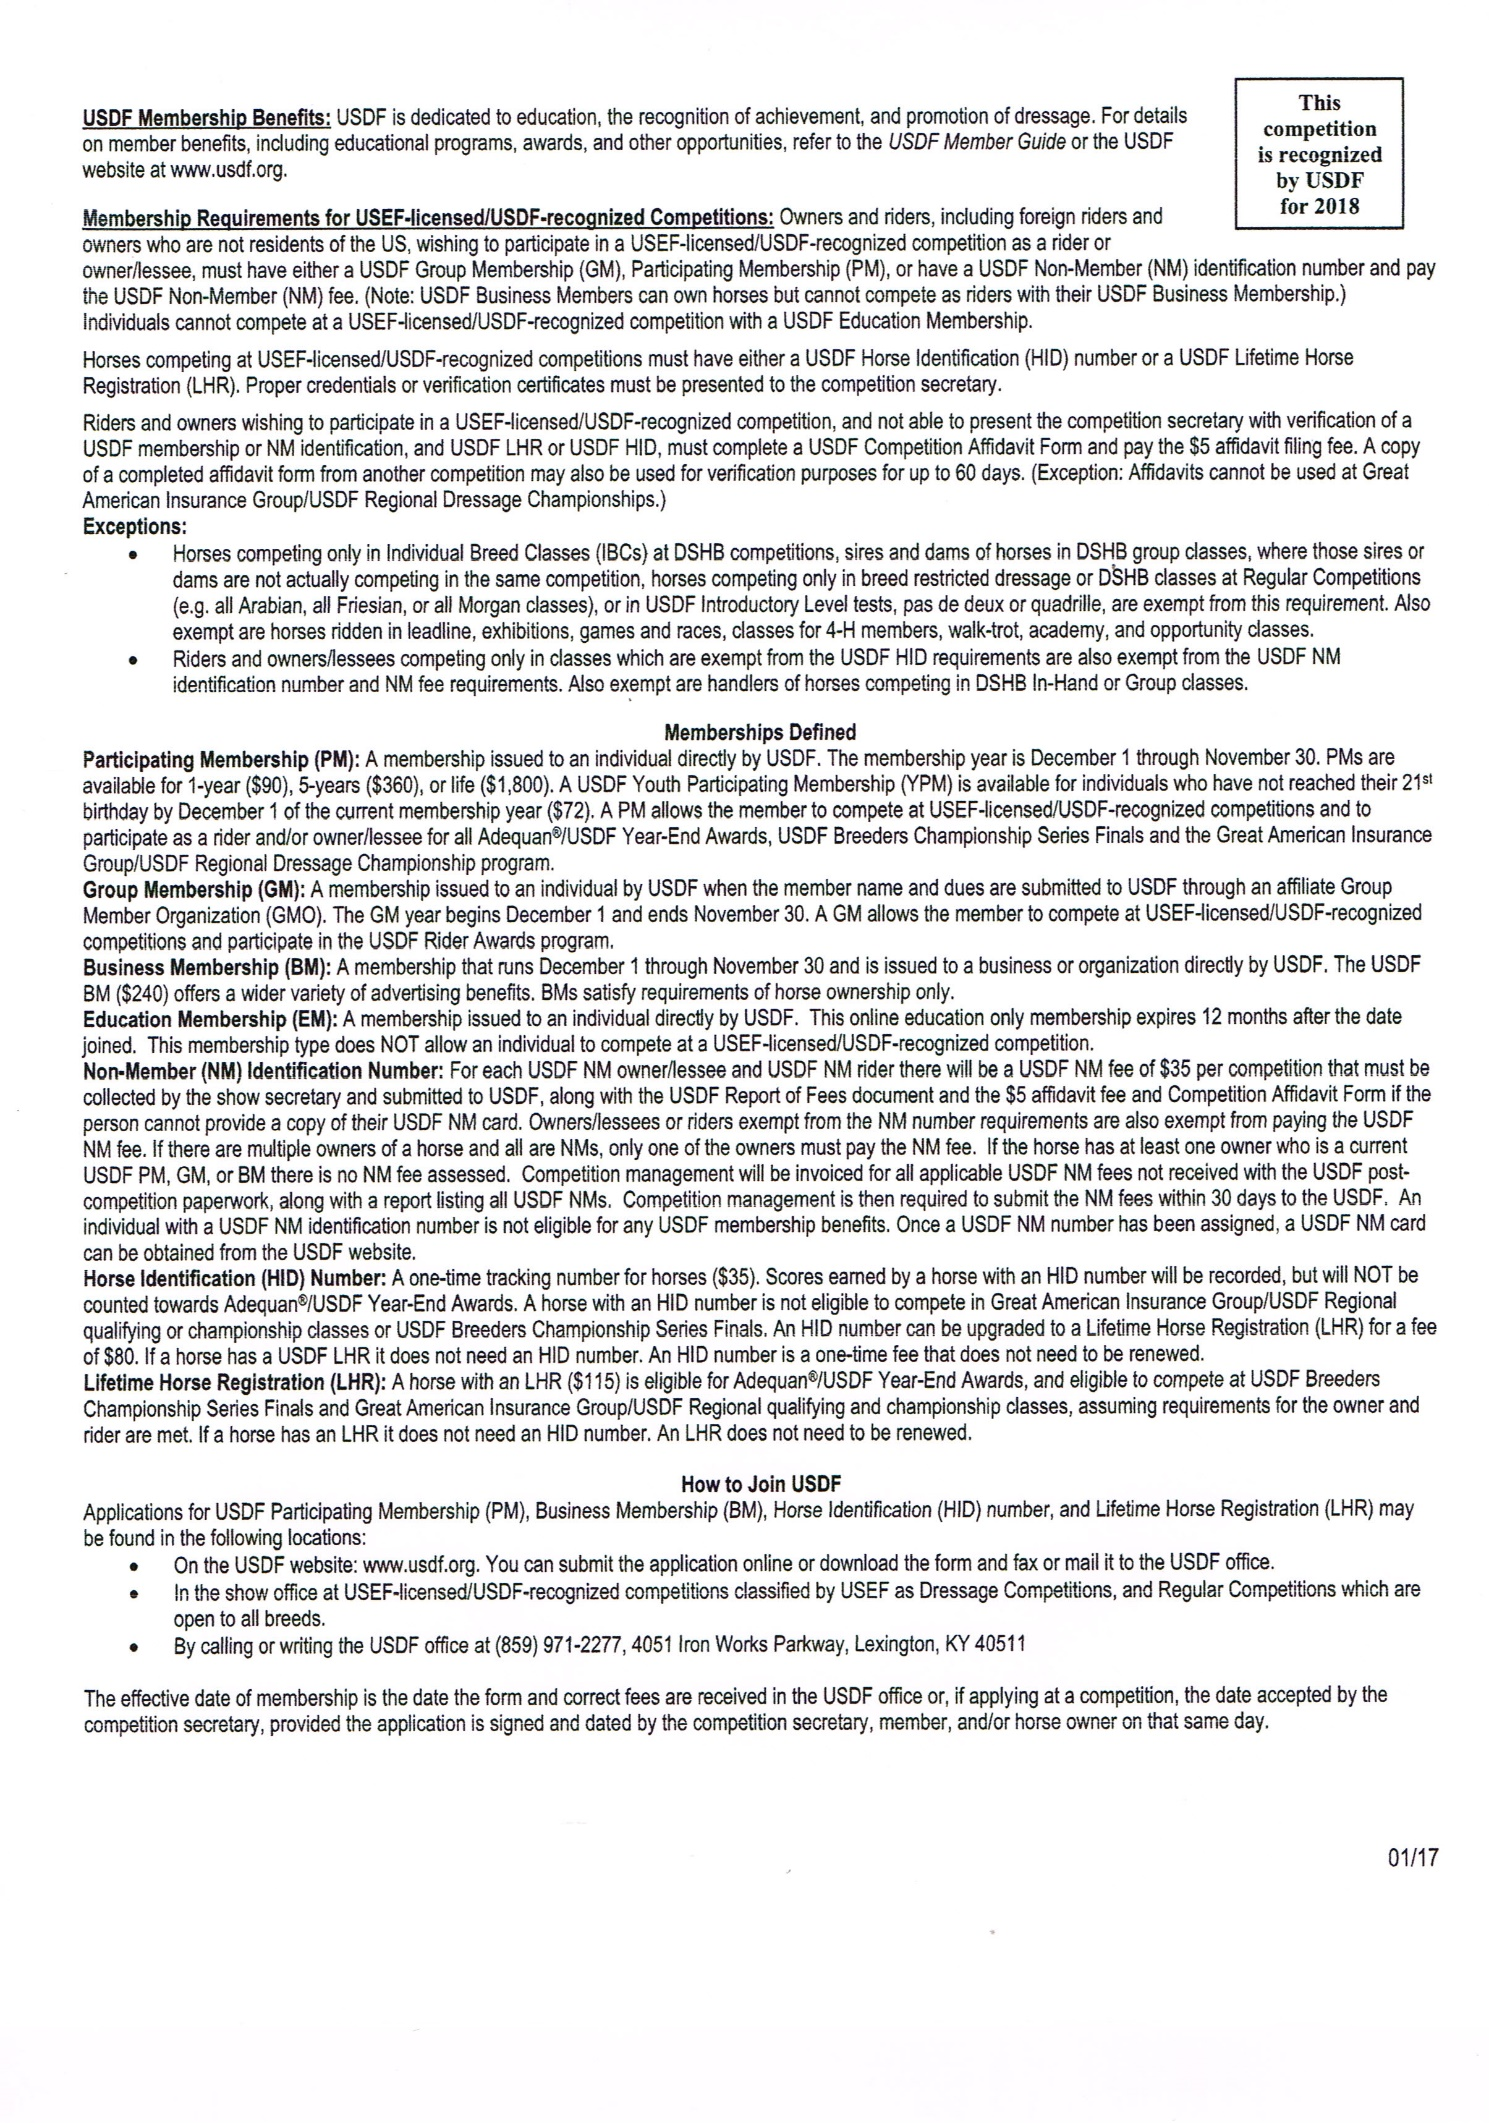 This
competition
is recognized
by USDF
for 2018
USDF Membership Benefits: USDF is dedicated to education, the recognition of achievement, and promotion of dressage. For details
on member benefits, including educational programs, awards, and other opportunities, refer to the USDF Member Guide or the USDF
website at www.usdf.org.
Membership Requirements for USEF-licensed/USDF-recognized Competitions: Owners and riders, including foreign riders and
owners who are not residents of the US, wishing to participate in a USEF-licensed/USDF-recognized competition as a rider or
owner/lessee, must have either a USDF Group Membership (GM), Participating Membership (PM), or have a USDF Non-Member (NM) identification number and pay
the USDF Non-Member (NM) fee. (Note: USDF Business Members can own horses but cannot compete as riders with their USDF Business Membership.)
Individuals cannot compete at a USEF-licensed/USDF-recognized competition with a USDF Education Membership.
Horses competing at USEF-licensed/USDF-recognized competitions must have either a USDF Horse Identification (HID) number or a USDF Lifetime Horse
Registration (LHR). Proper credentials or verification certificates must be presented to the competition secretary.
Riders and owners wishing to participate in a USEF-licensed/USDF-recognized competition, and not able to present the competition secretary with verification of a
USDF membership or NM identification, and USDF LHR or USDF HID, must complete a USDF Competition Affidavit Form and pay the $5 affidavit filing fee. A copy
of a completed affidavit form from another competition may also be used for verification purposes for up to 60 days. (Exception: Affidavits cannot be used at Great
American Insurance Group/USDF Regional Dressage Championships.)
Exceptions:
• Horses competing only in Individual Breed Classes (IBCs) at DSHB competitions, sires and dams of horses in DSHB group classes, where those sires or
dams are not actually competing in the same competition, horses competing only in breed restricted dressage or DSHB classes at Regular Competitions
(e.g. all Arabian, all Friesian, or all Morgan classes), or in USDF Introductory Level tests, pas de deux or quadrille, are exempt from this requirement. Also
exempt are horses ridden in leadline, exhibitions, games and races, classes for 4-H members, walk-trot, academy, and opportunity classes.
• Riders and owners/lessees competing only in classes which are exempt from the USDF HID requirements are also exempt from the USDF NM
identification number and NM fee requirements. Also exempt are handlers of horses competing in DSHB In-Hand or Group classes.
Memberships Defined
Participating Membership (PM): A membership issued to an individual directly by USDF. The membership year is December 1 through November 30. PMs are
available for 1-year ($90), 5-years ($360), or life ($1,800). A USDF Youth Participating Membership (YPM) is available for individuals who have not reached their 21st
birthday by December 1 of the current membership year ($72). A PM allows the member to compete at USEF-licensed/USDF-recognized competitions and to
participate as a rider and/or owner/lessee for all Adequan®/USDF Year-End Awards, USDF Breeders Championship Series Finals and the Great American Insurance
Group/USDF Regional Dressage Championship program.
Group Membership (GM): A membership issued to an individual by USDF when the member name and dues are submitted to USDF through an affiliate Group
Member Organization (GMO). The GM year begins December 1 and ends November 30. A GM allows the member to compete at USEF-licensed/USDF-recognized
competitions and participate in the USDF Rider Awards program.
Business Membership (BM): A membership that runs December 1 through November 30 and is issued to a business or organization directly by USDF. The USDF
BM ($240) offers a wider variety of advertising benefits. BMs satisfy requirements of horse ownership only.
Education Membership (EM): A membership issued to an individual directly by USDF. This online education only membership expires 12 months after the date
joined. This membership type does NOT allow an individual to compete at a USEF-licensed/USDF-recognized competition.
Non-Member (NM) Identification Number: For each USDF NM owner/lessee and USDF NM rider there will be a USDF NM fee of $35 per competition that must be
collected by the show secretary and submitted to USDF, along with the USDF Report of Fees document and the $5 affidavit fee and Competition Affidavit Form if the
person cannot provide a copy of their USDF NM card. Owners/lessees or riders exempt from the NM number requirements are also exempt from paying the USDF
NM fee. If there are multiple owners of a horse and all are NMs, only one of the owners must pay the NM fee. If the horse has at least one owner who is a current
USDF PM, GM, or BM there is no NM fee assessed. Competition management will be invoiced for all applicable USDF NM fees not received with the USDF post-
competition paperwork, along with a report listing all USDF NMs. Competition management is then required to submit the NM fees within 30 days to the USDF. An
individual with a USDF NM identification number is not eligible for any USDF membership benefits. Once a USDF NM number has been assigned, a USDF NM card
can be obtained from the USDF website.
Horse Identification (HID) Number: A one-time tracking number for horses ($35). Scores earned by a horse with an HID number will be recorded, but will NOT be
counted towards Adequan®/USDF Year-End Awards. A horse with an HID number is not eligible to compete in Great American Insurance Group/USDF Regional
qualifying or championship classes or USDF Breeders Championship Series Finals. An HID number can be upgraded to a Lifetime Horse Registration (LHR) for a fee
of $80. If a horse has a USDF LHR it does not need an HID number. An HID number is a one-time fee that does not need to be renewed.
Lifetime Horse Registration (LHR): A horse with an LHR ($115) is eligible for Adequan®/USDF Year-End Awards, and eligible to compete at USDF Breeders
Championship Series Finals and Great American Insurance Group/USDF Regional qualifying and championship classes, assuming requirements for the owner and
rider are met. If a horse has an LHR it does not need an HID number. An LHR does not need to be renewed.
How to Join USDF
Applications for USDF Participating Membership (PM), Business Membership (BM), Horse Identification (HID) number, and Lifetime Horse Registration (LHR) may
be found in the following locations:
• On the USDF website: www.usdf.org. You can submit the application online or download the form and fax or mail it to the USDF office.
• In the show office at USEF-licensed/USDF-recognized competitions classified by USEF as Dressage Competitions, and Regular Competitions which are
open to all breeds.
• By calling or writing the USDF office at (859) 971-2277, 4051 Iron Works Parkway, Lexington, KY 40511
The effective date of membership is the date the form and correct fees are received in the USDF office or, if applying at a competition, the date accepted by the
competition secretary, provided the application is signed and dated by the competition secretary, member, and/or horse owner on that same day.
01/17